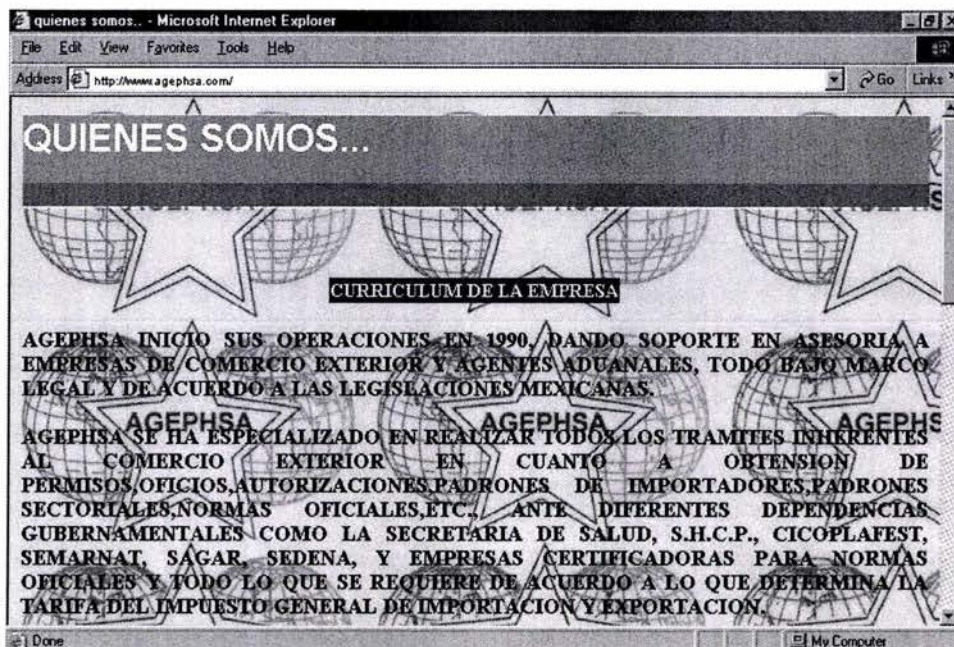 quienes somos.. - Microsoft Internet Explorer
File Edit View Favorites Tools Help
Address http://www.agephsa.com/ Go Links »
QUIENES SOMOS...
CURRICULUM DE LA EMPRESA
AGEPHSA INICIO SUS OPERACIONES EN 1990, DANDO SOPORTE EN ASESORIA A
EMPRESAS DE COMERCIO EXTERIOR Y AGENTES ADUANALES, TODO BAJO MARCO
LEGAL Y DE ACUERDO A LAS LEGISLACIONES MEXICANAS.
AGEPHSA AGEPHSA AGEPHS
AGEPHSA SE HA ESPECIALIZADO EN REALIZAR TODOS LOS TRAMITES INHERENTES
AL COMERCIO EXTERIOR EN CUANTO A OBTENSION DE
PERMISOS,OFICIOS,AUTORIZACIONES,PADRONES DE IMPORTADORES,PADRONES
SECTORIALES,NORMAS OFICIALES,ETC., ANTE DIFERENTES DEPENDENCIAS
GUBERNAMENTALES COMO LA SECRETARIA DE SALUD, S.H.C.P., CICOPLAFEST,
SEMARNAT, SAGAR, SEDENA, Y EMPRESAS CERTIFICADORAS PARA NORMAS
OFICIALES Y TODO LO QUE SE REQUIERE DE ACUERDO A LO QUE DETERMINA LA
TARIFA DEL IMPUESTO GENERAL DE IMPORTACION Y EXPORTACION.
Done My Computer